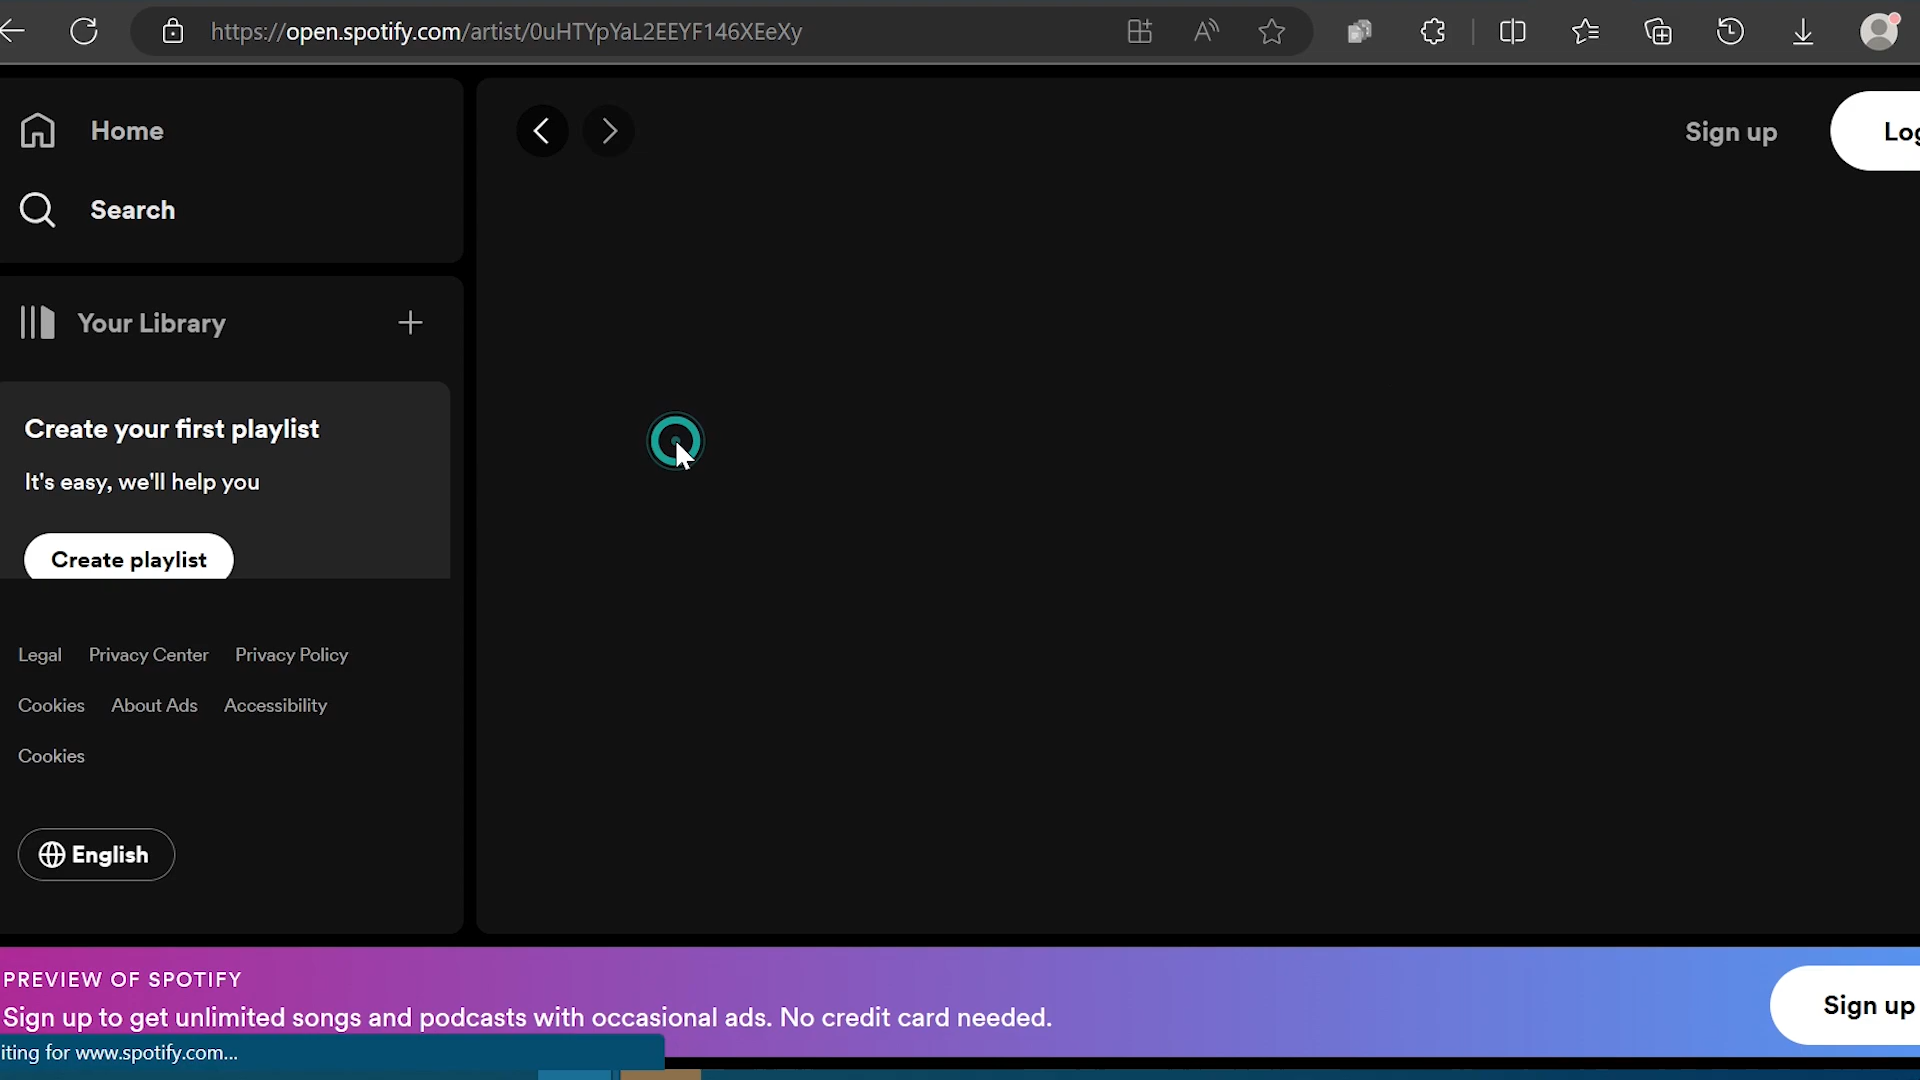 https://open.spotify.com/artist/0uHTYpYaL2EEYF146XEeXy
Home
Search
Sign up
Log
Your Library
Create your first playlist
It's easy, we'll help you
Create playlist
Legal Privacy Center Privacy Policy
Cookies About Ads Accessibility
Cookies
English
PREVIEW OF SPOTIFY
Sign up to get unlimited songs and podcasts with occasional ads. No credit card needed.
Sign up
iting for www.spotify.com...